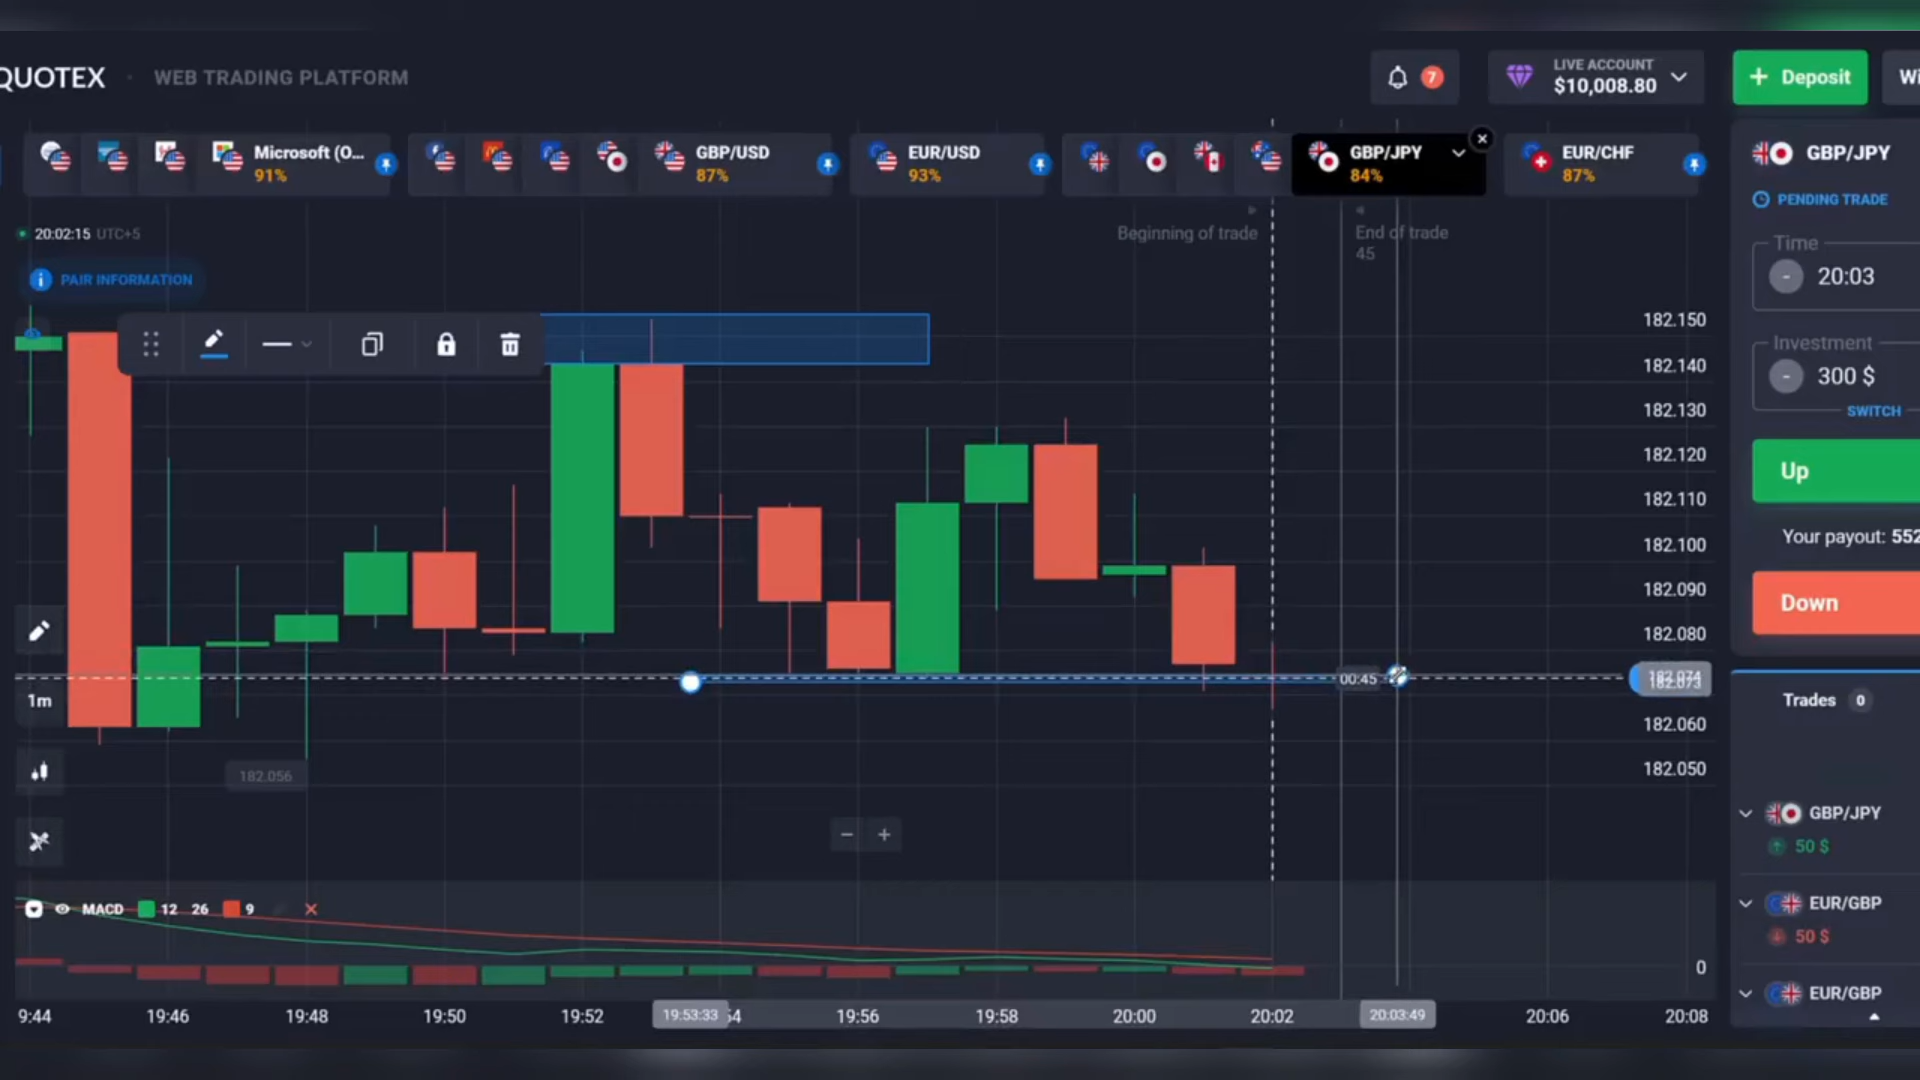 QUOTEX
WEB TRADING PLATFORM
7
LIVE ACCOUNT
$10,008.80
+ Deposit
Wi
Microsoft (O...
91%
GBP/USD
87%
EUR/USD
93%
GBP/JPY
84%
EUR/CHF
87%
GBP/JPY
PENDING TRADE
Time
- 20:03
Investment
- 300 $
SWITCH
Up
Your payout: 552
Down
Trades 0
GBP/JPY
50 $
EUR/GBP
50 $
EUR/GBP
20:02:15 UTC+5
PAIR INFORMATION
Beginning of trade
End of trade
45
182.150
182.140
182.130
182.120
182.110
182.100
182.090
182.080
182.060
182.050
00:45
1m
182.056
− +
MACD 12 26 9
0
9:44
19:46
19:48
19:50
19:52
19:53:33
54
19:56
19:58
20:00
20:02
20:03:49
20:06
20:08